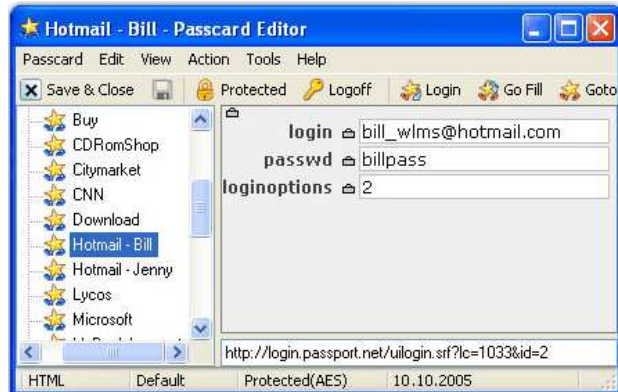 Hotmail - Bill - Passcard Editor
Passcard Edit View Action Tools Help
Save & Close Protected Logoff Login Go Fill Goto
Buy
CDRomShop
Citymarket
CNN
Download
Hotmail - Bill
Hotmail - Jenny
Lycos
Microsoft
login bill_wlms@hotmail.com
passwd billpass
loginoptions 2
http://login.passport.net/uilogin.srf?lc=1033&id=2
HTML Default Protected(AES) 10.10.2005